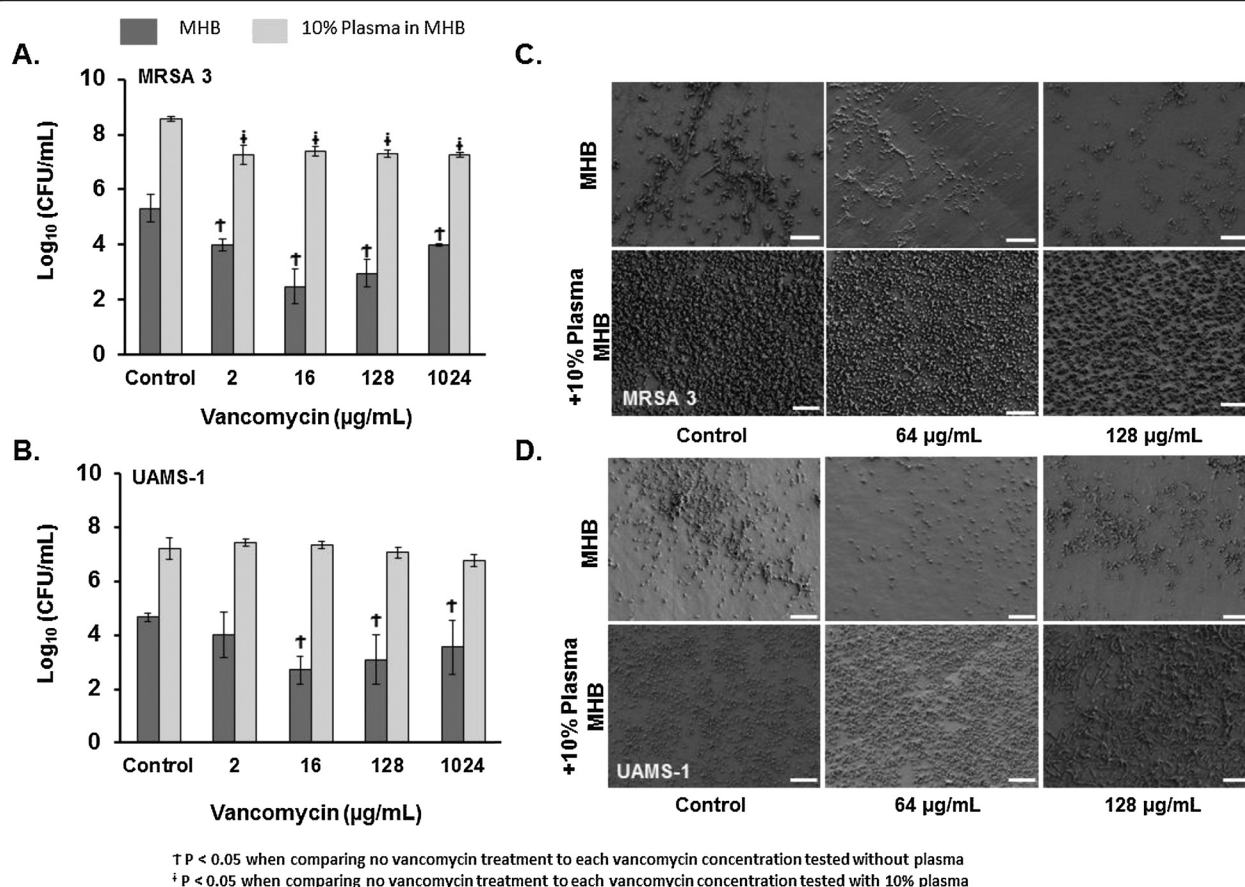 MHB
10% Plasma in MHB
A.
MRSA 3
Log10 (CFU/mL)
10
8
6
4
2
0
‡ ‡ ‡ ‡
† † † †
Control 2 16 128 1024
Vancomycin (µg/mL)
B.
UAMS-1
Log10 (CFU/mL)
10
8
6
4
2
0
† † †
Control 2 16 128 1024
Vancomycin (µg/mL)
C.
MHB
+10% Plasma
MHB
MRSA 3
Control 64 µg/mL 128 µg/mL
D.
MHB
+10% Plasma
MHB
UAMS-1
Control 64 µg/mL 128 µg/mL
† P < 0.05 when comparing no vancomycin treatment to each vancomycin concentration tested without plasma
‡ P < 0.05 when comparing no vancomycin treatment to each vancomycin concentration tested with 10% plasma